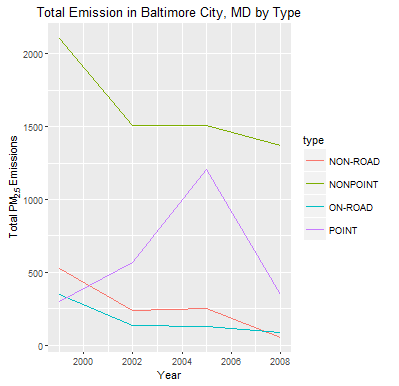 Total Emission in Baltimore City, MD by Type
2000
1500
1000
500
0
Total PM25 Emissions
2000 2002 2004 2006 2008
Year
type
NON-ROAD
NONPOINT
ON-ROAD
POINT